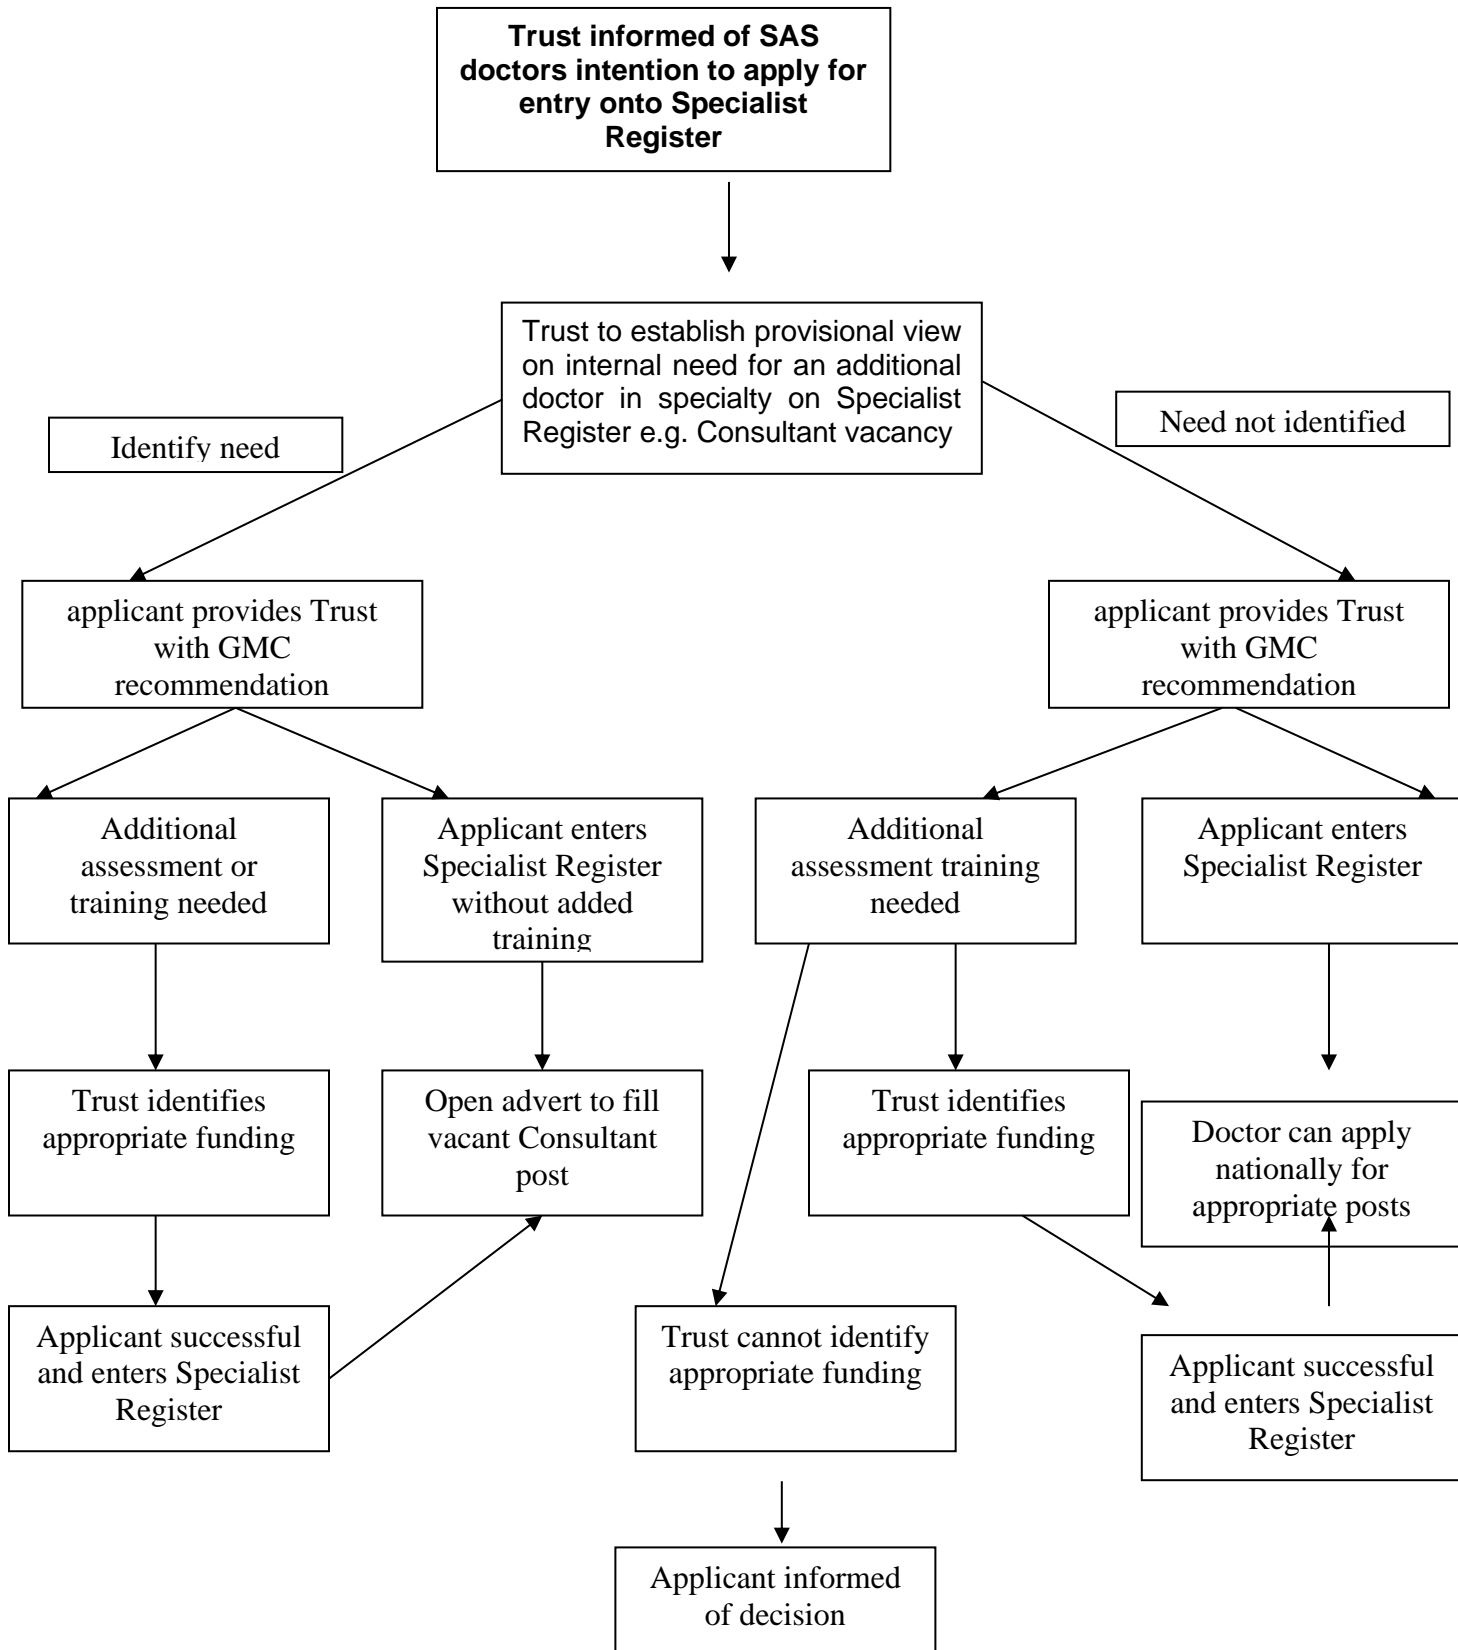 Trust informed of SAS
doctors intention to apply for
entry onto Specialist
Register
Trust to establish provisional view
on internal need for an additional
doctor in specialty on Specialist
Register e.g. Consultant vacancy
Identify need
Need not identified
applicant provides Trust
with GMC
recommendation
applicant provides Trust
with GMC
recommendation
Additional
assessment or
training needed
Applicant enters
Specialist Register
without added
training
Additional
assessment training
needed
Applicant enters
Specialist Register
Trust identifies
appropriate funding
Open advert to fill
vacant Consultant
post
Trust identifies
appropriate funding
Doctor can apply
nationally for
appropriate posts
Applicant successful
and enters Specialist
Register
Trust cannot identify
appropriate funding
Applicant successful
and enters Specialist
Register
Applicant informed
of decision